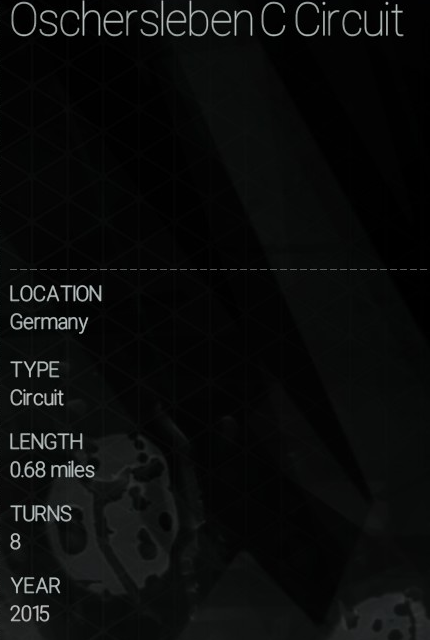 Oschersleben C Circuit
LOCATION
Germany
TYPE
Circuit
LENGTH
0.68 miles
TURNS
8
YEAR
2015